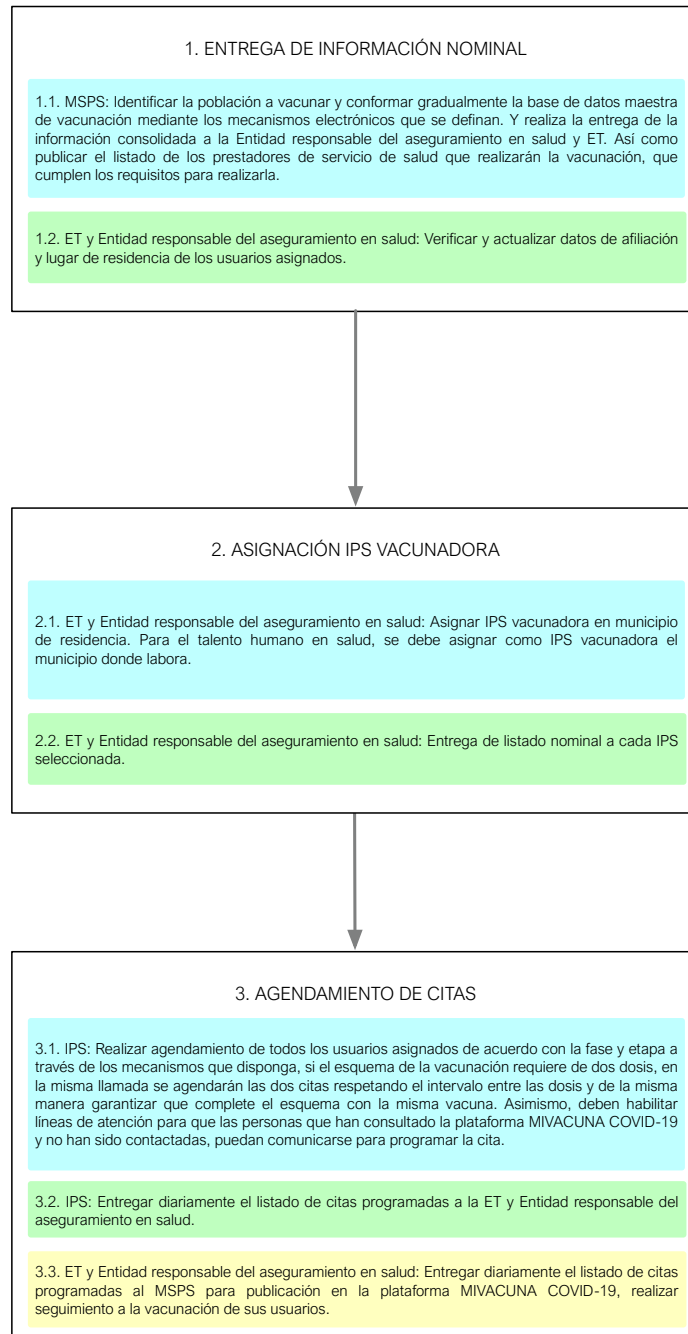 1. ENTREGA DE INFORMACIÓN NOMINAL
1.1. MSPS: Identificar la población a vacunar y conformar gradualmente la base de datos maestra
de vacunación mediante los mecanismos electrónicos que se definan. Y realiza la entrega de la
información consolidada a la Entidad responsable del aseguramiento en salud y ET. Así como
publicar el listado de los prestadores de servicio de salud que realizarán la vacunación, que
cumplen los requisitos para realizarla.
1.2. ET y Entidad responsable del aseguramiento en salud: Verificar y actualizar datos de afiliación
y lugar de residencia de los usuarios asignados.
2. ASIGNACIÓN IPS VACUNADORA
2.1. ET y Entidad responsable del aseguramiento en salud: Asignar IPS vacunadora en municipio
de residencia. Para el talento humano en salud, se debe asignar como IPS vacunadora el
municipio donde labora.
2.2. ET y Entidad responsable del aseguramiento en salud: Entrega de listado nominal a cada IPS
seleccionada.
3. AGENDAMIENTO DE CITAS
3.1. IPS: Realizar agendamiento de todos los usuarios asignados de acuerdo con la fase y etapa a
través de los mecanismos que disponga, si el esquema de la vacunación requiere de dos dosis, en
la misma llamada se agendarán las dos citas respetando el intervalo entre las dosis y de la misma
manera garantizar que complete el esquema con la misma vacuna. Asimismo, deben habilitar
líneas de atención para que las personas que han consultado la plataforma MIVACUNA COVID-19
y no han sido contactadas, puedan comunicarse para programar la cita.
3.2. IPS: Entregar diariamente el listado de citas programadas a la ET y Entidad responsable del
aseguramiento en salud.
3.3. ET y Entidad responsable del aseguramiento en salud: Entregar diariamente el listado de citas
programadas al MSPS para publicación en la plataforma MIVACUNA COVID-19, realizar
seguimiento a la vacunación de sus usuarios.